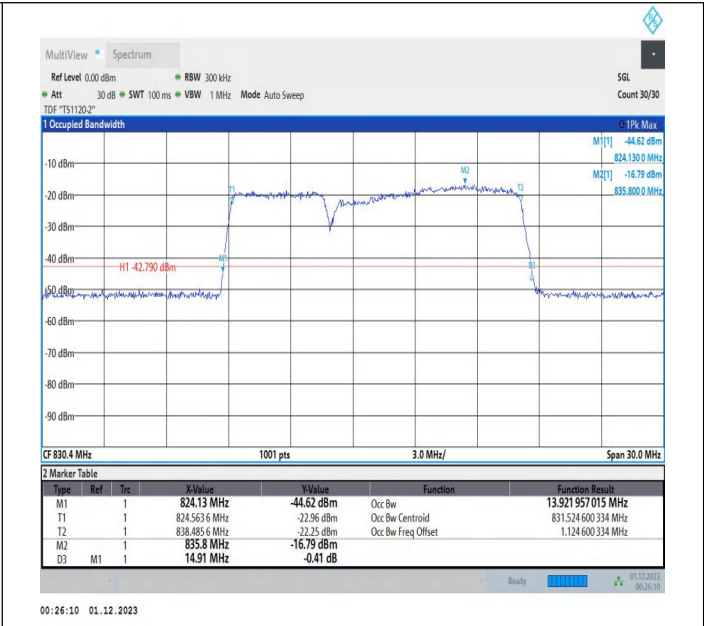 R&S
MultiView Spectrum
Ref Level 0.00 dBm RBW 300 kHz SGL
Att 30 dB SWT 100 ms VBW 1 MHz Mode Auto Sweep Count 30/30
TDF "TS1120-2"
1 Occupied Bandwidth 1Pk Max
M1[1] -44.62 dBm
824.130 0 MHz
M2[1] -16.79 dBm
835.800 0 MHz
-10 dBm
M2
T1 T2
-20 dBm
-30 dBm
-40 dBm
M1
H1 -42.790 dBm D3
-50 dBm
-60 dBm
-70 dBm
-80 dBm
-90 dBm
CF 830.4 MHz 1001 pts 3.0 MHz/ Span 30.0 MHz
2 Marker Table
Type Ref Trc X-Value Y-Value Function Function Result
M1 1 824.13 MHz -44.62 dBm Occ Bw 13.921 957 015 MHz
T1 1 824.563 6 MHz -22.96 dBm Occ Bw Centroid 831.524 600 334 MHz
T2 1 838.485 6 MHz -22.25 dBm Occ Bw Freq Offset 1.124 600 334 MHz
M2 1 835.8 MHz -16.79 dBm
D3 M1 1 14.91 MHz -0.41 dB
Ready 01.12.2023
00:26:10
00:26:10 01.12.2023